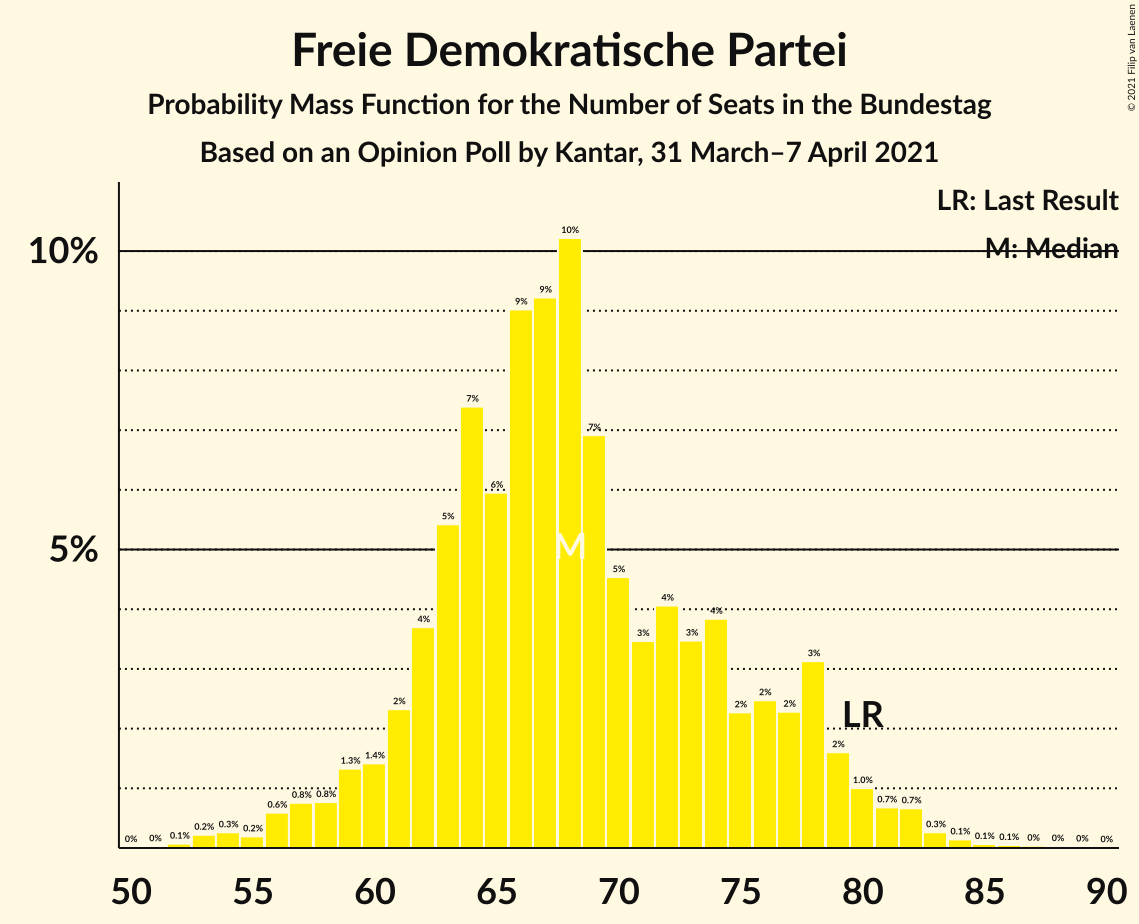 © 2021 Filip van Laenen
Freie Demokratische Partei
Probability Mass Function for the Number of Seats in the Bundestag
Based on an Opinion Poll by Kantar, 31 March–7 April 2021
LR: Last Result
M: Median
10%
5%
0% 0% 0.1% 0.2% 0.3% 0.2% 0.6% 0.8% 0.8% 1.3% 1.4% 2% 4% 5% 7% 6% 9% 9% 10% 7% 5% 3% 4% 3% 4% 2% 2% 2% 3% 2% 1.0% 0.7% 0.7% 0.3% 0.1% 0.1% 0.1% 0% 0% 0% 0%
M
LR
50 55 60 65 70 75 80 85 90